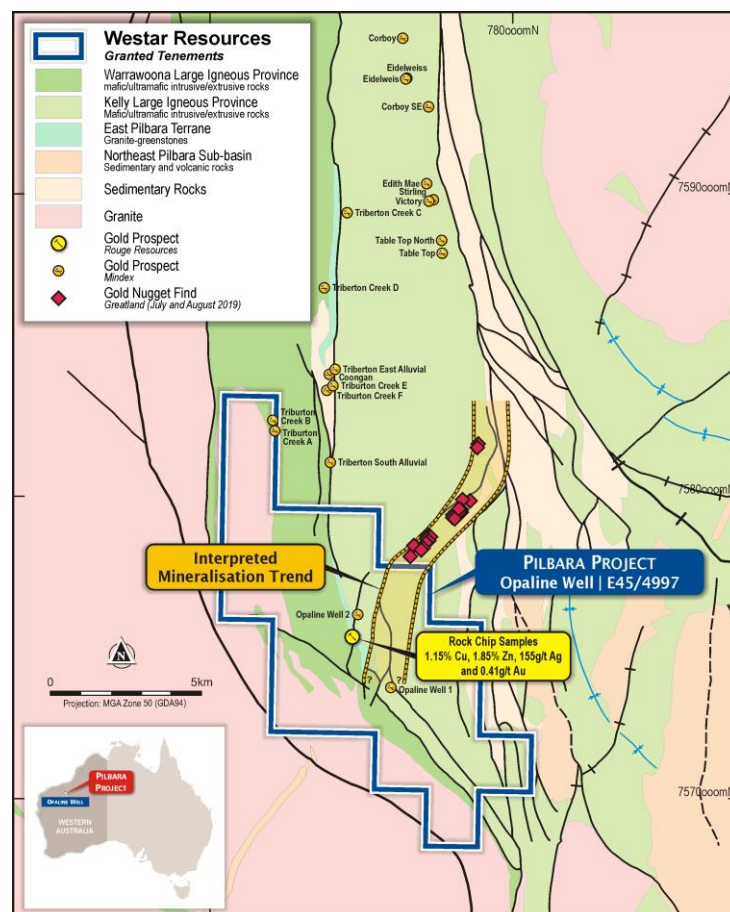 Westar Resources
Granted Tenements
Warrawoona Large Igneous Province
mafic/ultramafic intrusive/extrusive rocks
Kelly Large Igneous Province
Mafic/ultramafic intrusive/extrusive rocks
East Pilbara Terrane
Granite-greenstones
Northeast Pilbara Sub-basin
Sedimentary and volcanic rocks
Sedimentary Rocks
Granite
Gold Prospect
Rouge Resources
Gold Prospect
Mindex
Gold Nugget Find
Greatland (July and August 2019)
780000mN
Corboy
Eidelweiss
Eidelweis
Corboy SE
7590000mN
Edith Mae
Stirling
Victory
Triberton Creek C
Table Top North
Table Top
Triberton Creek D
Triberton East Alluvial
Coongan
Triburton Creek E
Triburton Creek F
Triburton
Creek B
Triburton
Creek A
Triberton South Alluvial
7580000mN
Interpreted
Mineralisation Trend
PILBARA PROJECT
Opaline Well | E45/4997
Opaline Well 2
Rock Chip Samples
1.15% Cu, 1.85% Zn, 155g/t Ag
and 0.41g/t Au
? ?
Opaline Well 1
N
0 5km
Projection: MGA Zone 50 (GDA94)
PILBARA
PROJECT
OPALINE WELL
WESTERN
AUSTRALIA
7570000mN